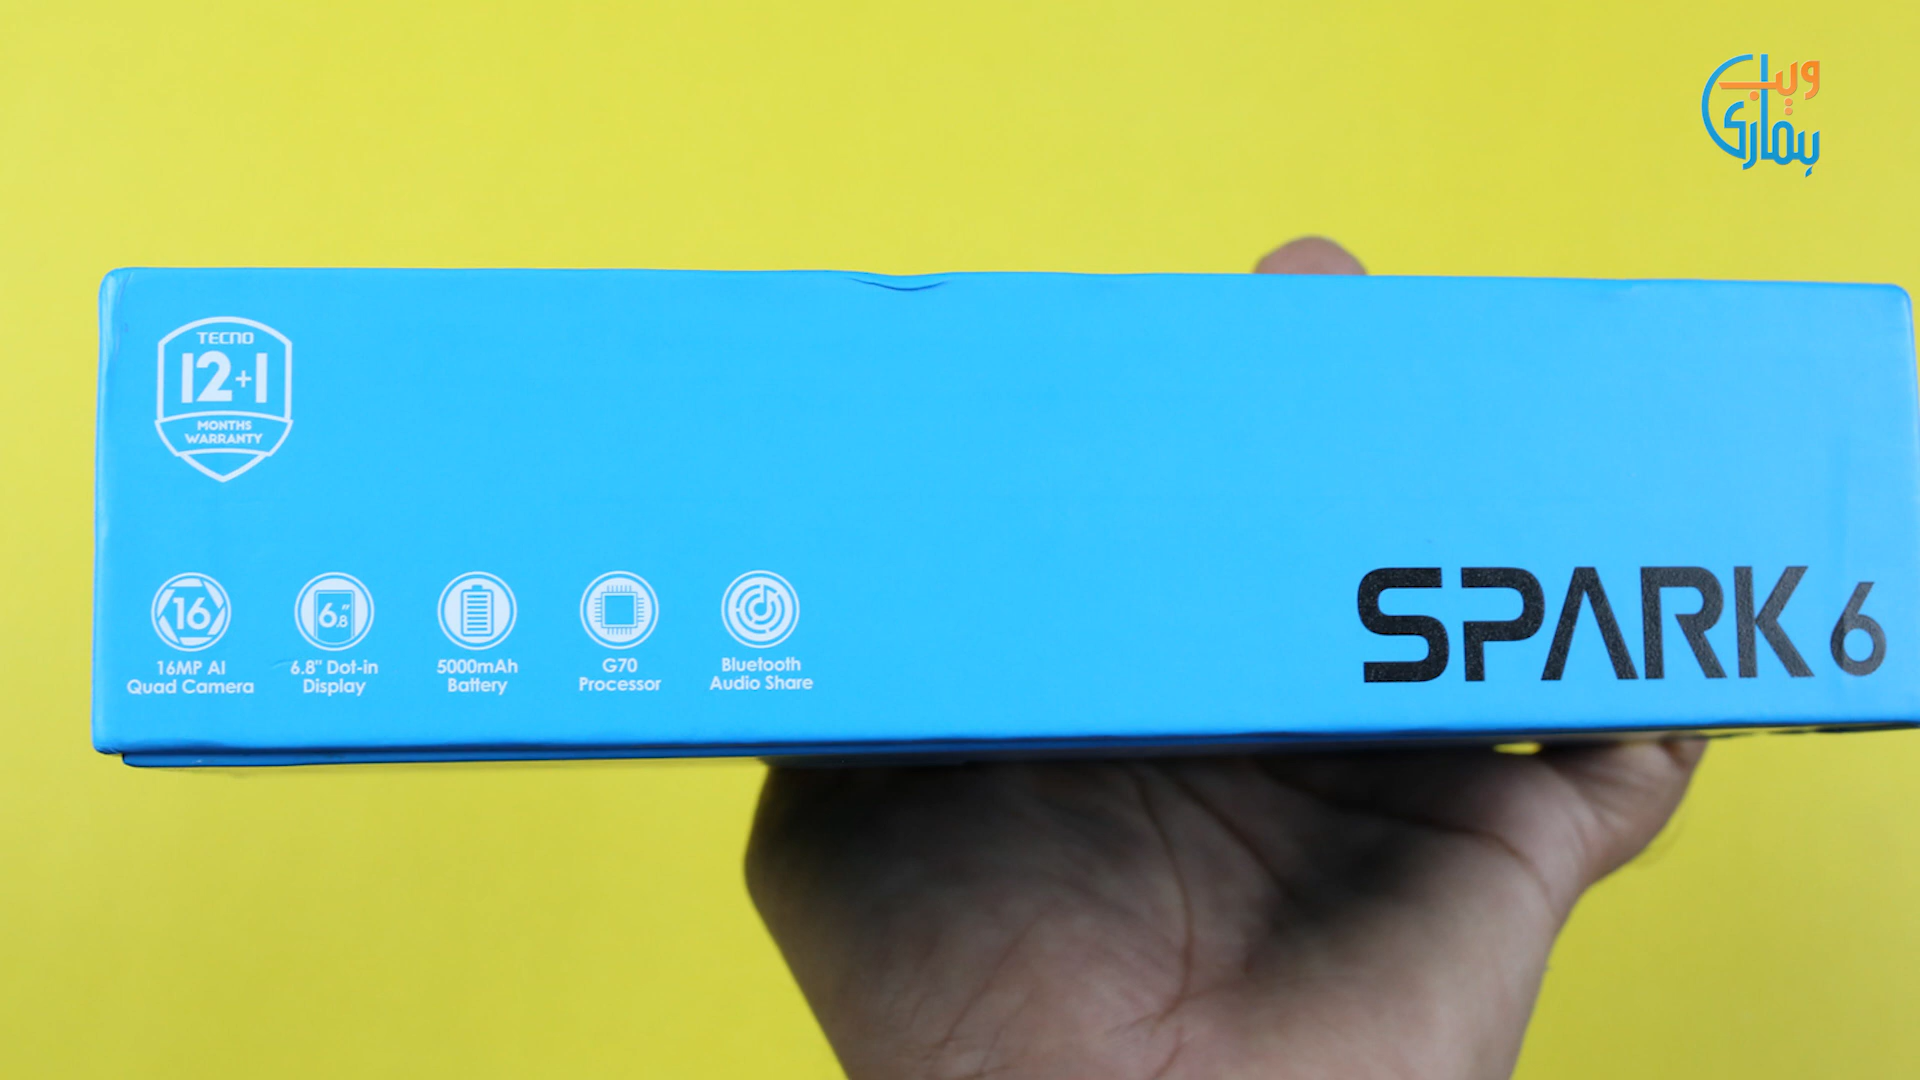 ویب
بیماری
TECNO
12+1
MONTHS
WARRANTY
16
16MP AI
Quad Camera
6.8"
6.8" Dot-in
Display
5000mAh
Battery
G70
Processor
Bluetooth
Audio Share
SPARK 6